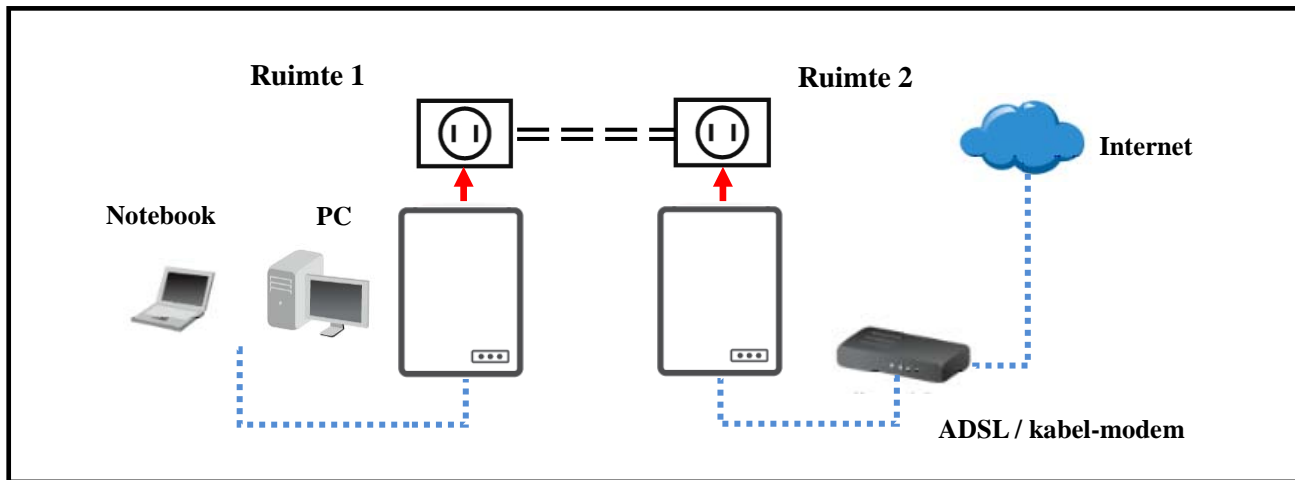 Ruimte 1
Ruimte 2
Internet
Notebook
PC
ADSL / kabel-modem